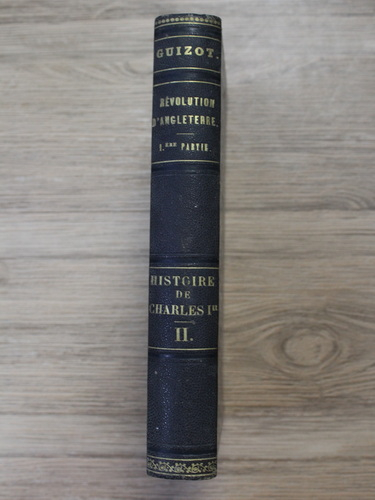 GUIZOT.
RÉVOLUTION
D'ANGLETERRE.
1.ERE PARTIE.
HISTOIRE
DE
CHARLES IER
II.